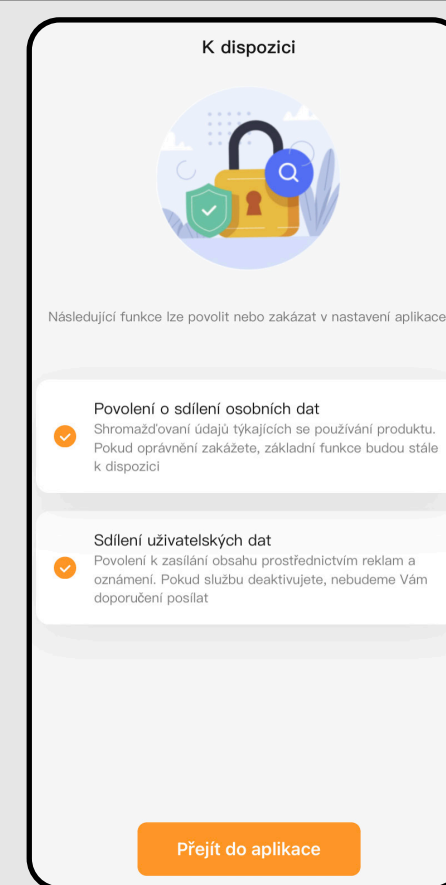 K dispozici
Následující funkce lze povolit nebo zakázat v nastavení aplikace
Povolení o sdílení osobních dat
Shromažďovaní údajů týkajících se používání produktu.
Pokud oprávnění zakážete, základní funkce budou stále
k dispozici
Sdílení uživatelských dat
Povolení k zasílání obsahu prostřednictvím reklam a
oznámení. Pokud službu deaktivujete, nebudeme Vám
doporučení posílat
Přejít do aplikace